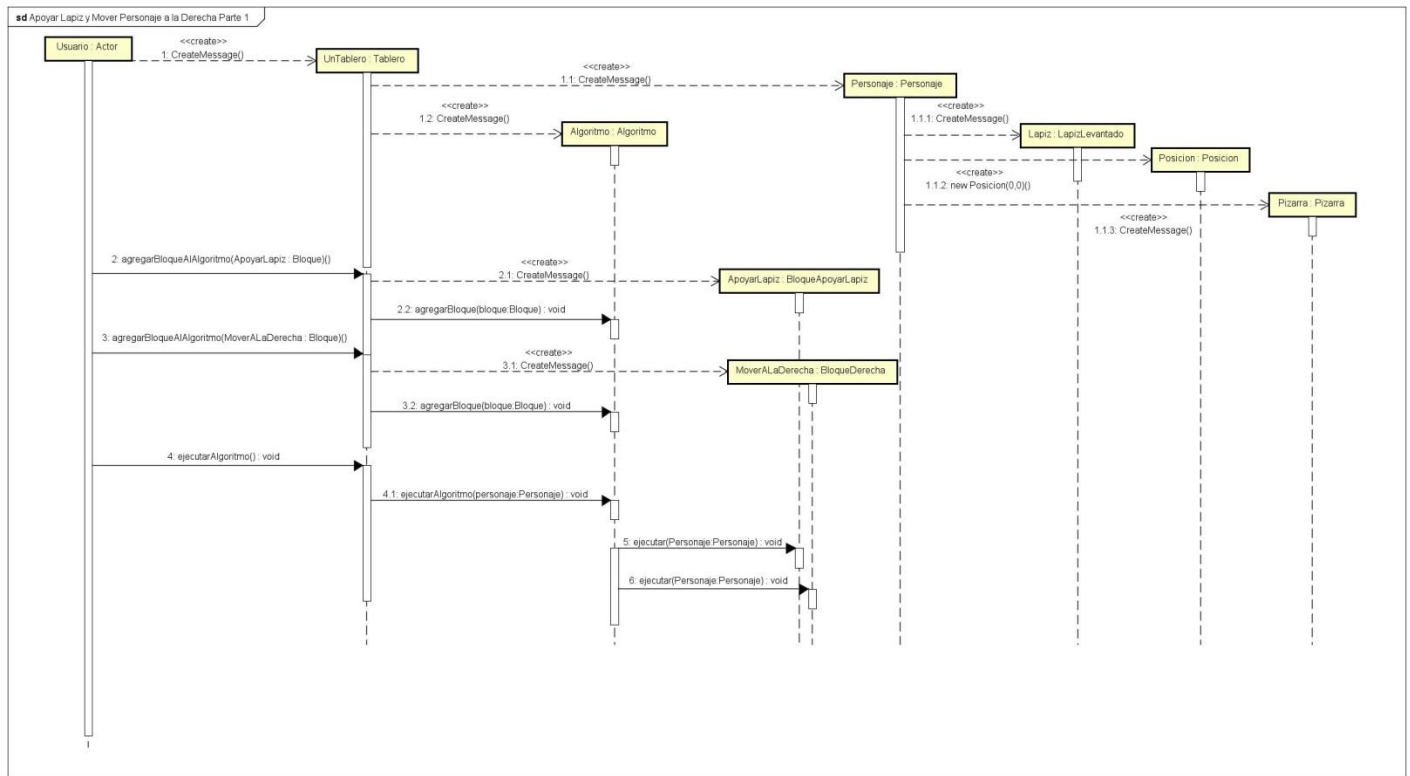 sd Apoyar Lapiz y Mover Personaje a la Derecha Parte 1
Usuario : Actor
<<create>>
1: CreateMessage()
UnTablero : Tablero
<<create>>
1.1: CreateMessage()
Personaje : Personaje
<<create>>
1.2: CreateMessage()
Algoritmo : Algoritmo
<<create>>
1.1.1: CreateMessage()
Lapiz : LapizLevantado
Posicion : Posicion
<<create>>
1.1.2: new Posicion(0,0)()
Pizarra : Pizarra
<<create>>
1.1.3: CreateMessage()
2: agregarBloqueAlAlgoritmo(ApoyarLapiz : Bloque)()
<<create>>
2.1: CreateMessage()
ApoyarLapiz : BloqueApoyarLapiz
2.2: agregarBloque(bloque:Bloque) : void
3: agregarBloqueAlAlgoritmo(MoverALaDerecha : Bloque)()
<<create>>
3.1: CreateMessage()
MoverALaDerecha : BloqueDerecha
3.2: agregarBloque(bloque:Bloque) : void
4: ejecutarAlgoritmo() : void
4.1: ejecutarAlgoritmo(personaje:Personaje) : void
5: ejecutar(Personaje:Personaje) : void
6: ejecutar(Personaje:Personaje) : void